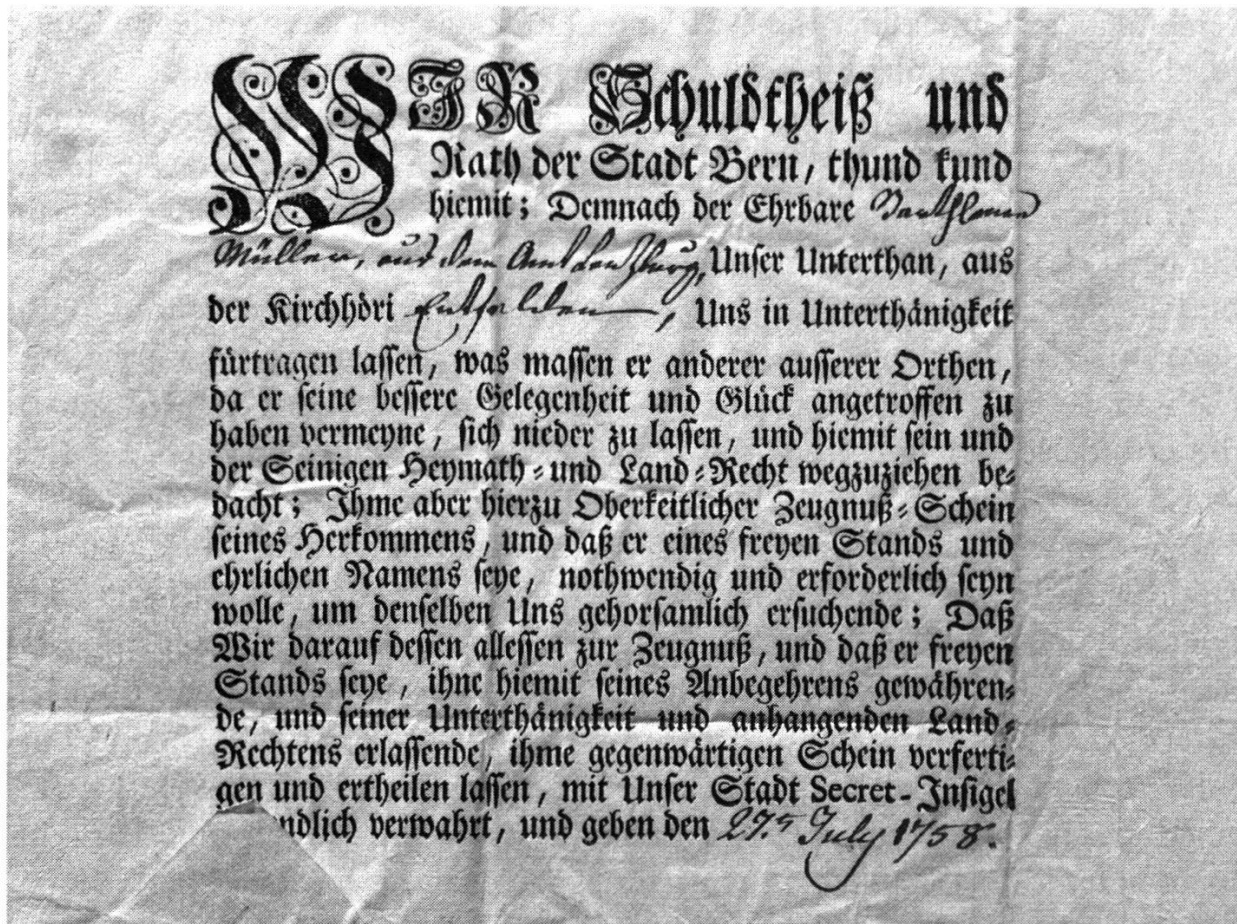 WIR Schuldtheiß und
Rath der Stadt Bern, thund kund
hiemit; Demnach der Ehrbare
Müller, aus dem Amt Lentzburg, Unser Unterthan, aus
der Kirchhöri Entfelden, Uns in Unterthänigkeit
fürtragen lassen, was massen er anderer ausserer Orthen,
da er seine bessere Gelegenheit und Glück angetroffen zu
haben vermeyne, sich nieder zu lassen, und hiemit sein und
der Seinigen Heymath-und Land-Recht wegzuziehen be-
dacht; Ihme aber hierzu Oberkeitlicher Zeugnuß-Schein
seines Herkommens, und daß er eines freyen Stands und
ehrlichen Namens seye, nothwendig und erforderlich seyn
wolle, um denselben Uns gehorsamlich ersuchende; Daß
Wir darauf dessen allessen zur Zeugnuß, und daß er freyen
Stands seye, ihne hiemit seines Anbegehrens gewähren-
de, und seiner Unterthänigkeit und anhangenden Land-
Rechtens erlassende, ihme gegenwärtigen Schein verferti-
gen und ertheilen lassen, mit Unser Stadt Secret-Insigel
ndlich verwahrt, und geben den 27.ᵗ July 1758.